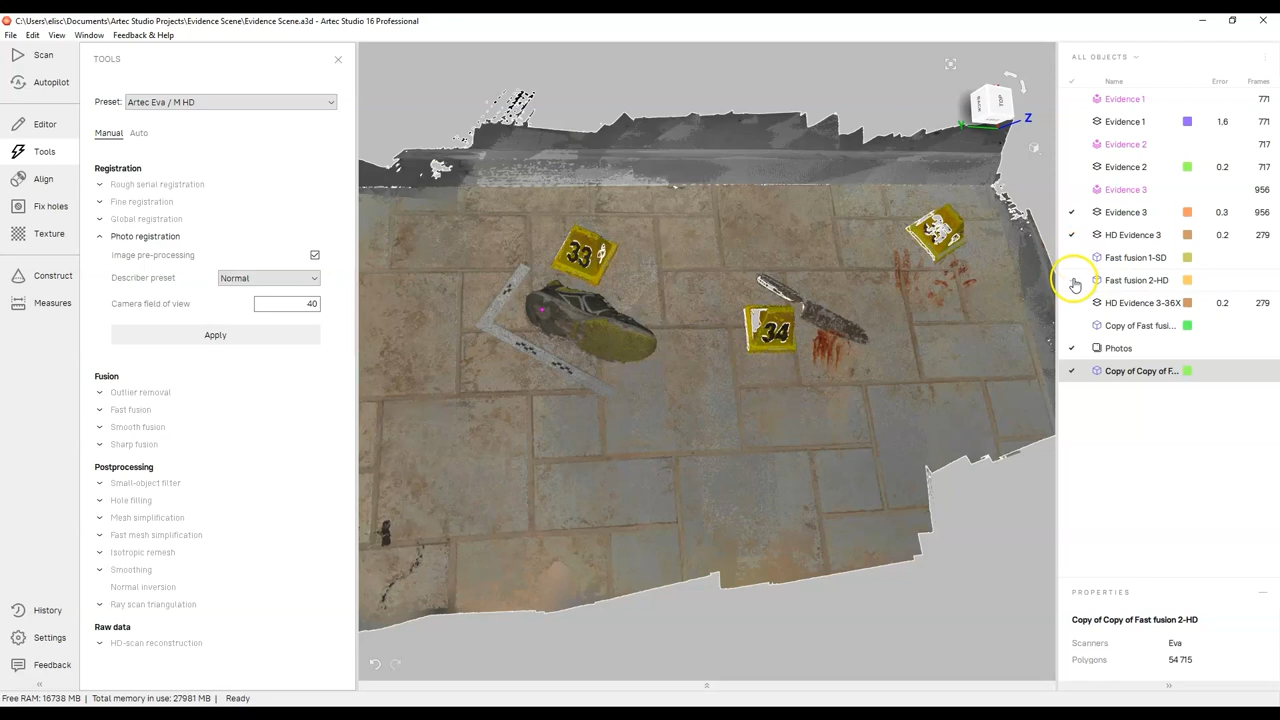 C:\Users\elisc\Documents\Artec Studio Projects\Evidence Scene\Evidence Scene.a3d - Artec Studio 16 Professional
File Edit View Window Feedback & Help
Scan
Autopilot
Editor
Tools
Align
Fix holes
Texture
Construct
Measures
History
Settings
Feedback
TOOLS
Preset: Artec Eva / M HD
Manual Auto
Registration
Rough serial registration
Fine registration
Global registration
Photo registration
Image pre-processing
Describer preset Normal
Camera field of view 40
Apply
Fusion
Outlier removal
Fast fusion
Smooth fusion
Sharp fusion
Postprocessing
Small-object filter
Hole filling
Mesh simplification
Fast mesh simplification
Isotropic remesh
Smoothing
Normal inversion
Ray scan triangulation
Raw data
HD-scan reconstruction
BACK
TOP
Y
Z
33
34
ALL OBJECTS
Name Error Frames
Evidence 1 771
Evidence 1 1.6 771
Evidence 2 717
Evidence 2 0.2 717
Evidence 3 956
Evidence 3 0.3 956
HD Evidence 3 0.2 279
Fast fusion 1-SD
Fast fusion 2-HD
HD Evidence 3-36X 0.2 279
Copy of Fast fusi...
Photos
Copy of Copy of F...
PROPERTIES
Copy of Copy of Fast fusion 2-HD
Scanners Eva
Polygons 54 715
Free RAM: 16738 MB | Total memory in use: 27981 MB | Ready